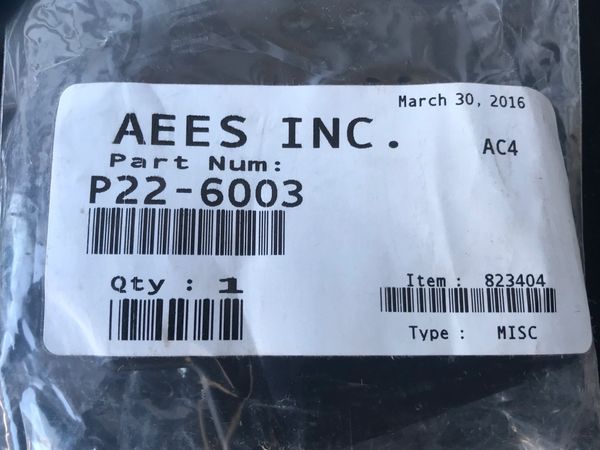 March 30, 2016
AEES INC.
AC4
Part Num:
P22-6003
Qty : 1
Item : 823404
Type : MISC